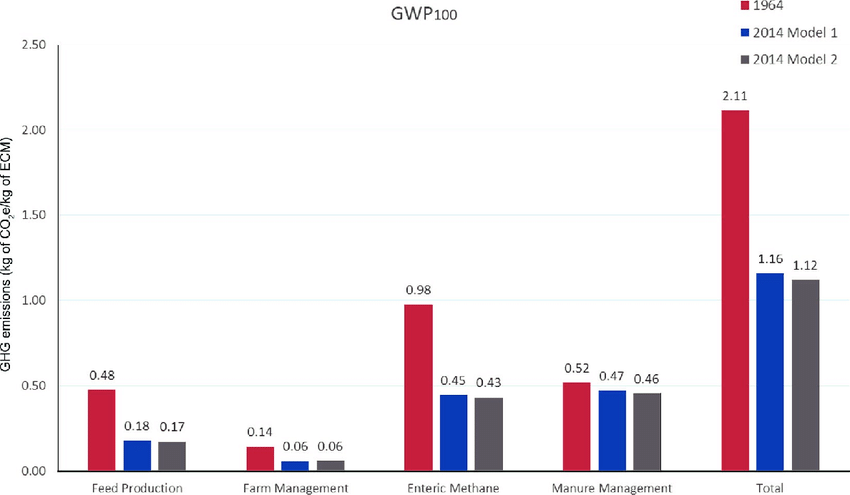 GWP100
1964
2014 Model 1
2014 Model 2
GHG emissions (kg of CO2e/kg of ECM)
2.50
2.00
1.50
1.00
0.50
0.00
0.48
0.18
0.17
0.14
0.06
0.06
0.98
0.45
0.43
0.52
0.47
0.46
2.11
1.16
1.12
Feed Production
Farm Management
Enteric Methane
Manure Management
Total